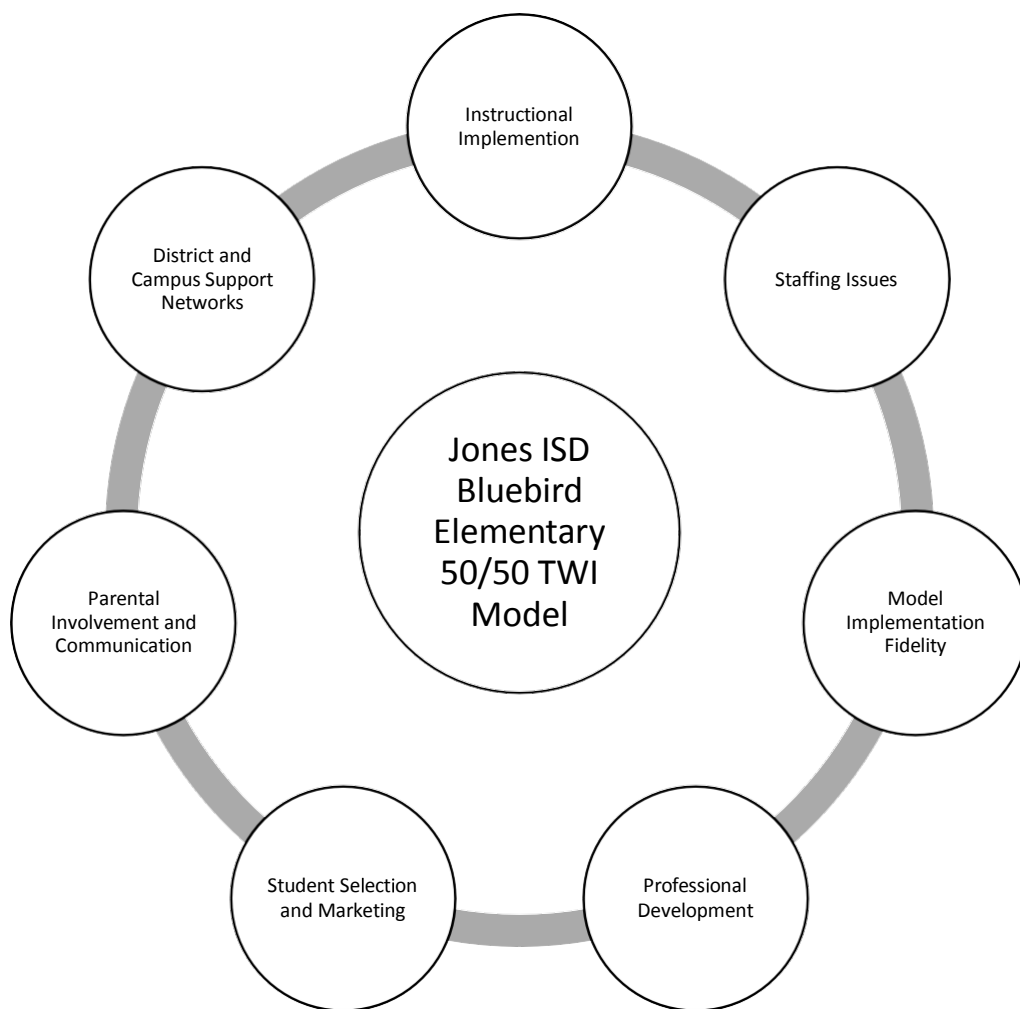 Instructional
Implemention
District and
Campus Support
Networks
Staffing Issues
Jones ISD
Bluebird
Elementary
50/50 TWI
Model
Parental
Involvement and
Communication
Model
Implementation
Fidelity
Student Selection
and Marketing
Professional
Development